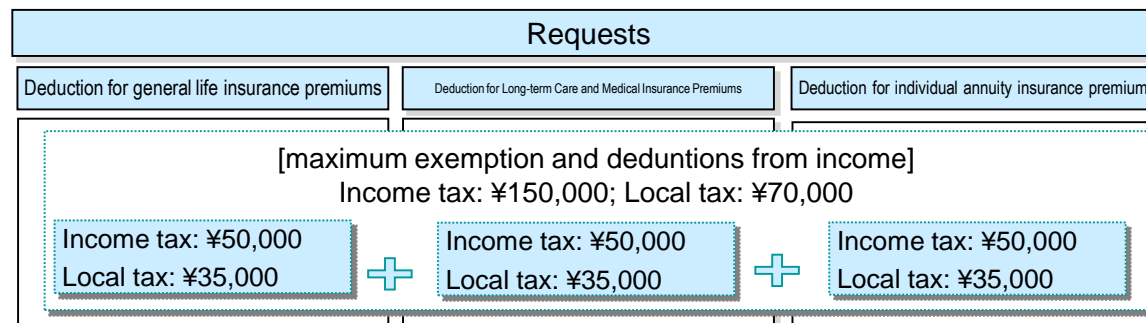 Requests
Deduction for general life insurance premiums
Deduction for Long-term Care and Medical Insurance Premiums
Deduction for individual annuity insurance premium
[maximum exemption and deduntions from income]
Income tax: ¥150,000; Local tax: ¥70,000
Income tax: ¥50,000
Local tax: ¥35,000
Income tax: ¥50,000
Local tax: ¥35,000
Income tax: ¥50,000
Local tax: ¥35,000